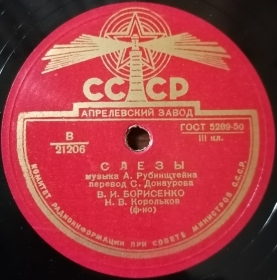 СССР
АПРЕЛЕВСКИЙ ЗАВОД
В
21206
ГОСТ 5289-50
III кл.
СЛЕЗЫ
музыка А. Рубинштейна
перевод С. Донаурова
В. И. БОРИСЕНКО
Н. В. Корольков
(ф-но)
КОМИТЕТ РАДИОИНФОРМАЦИИ ПРИ СОВЕТЕ МИНИСТРОВ СССР